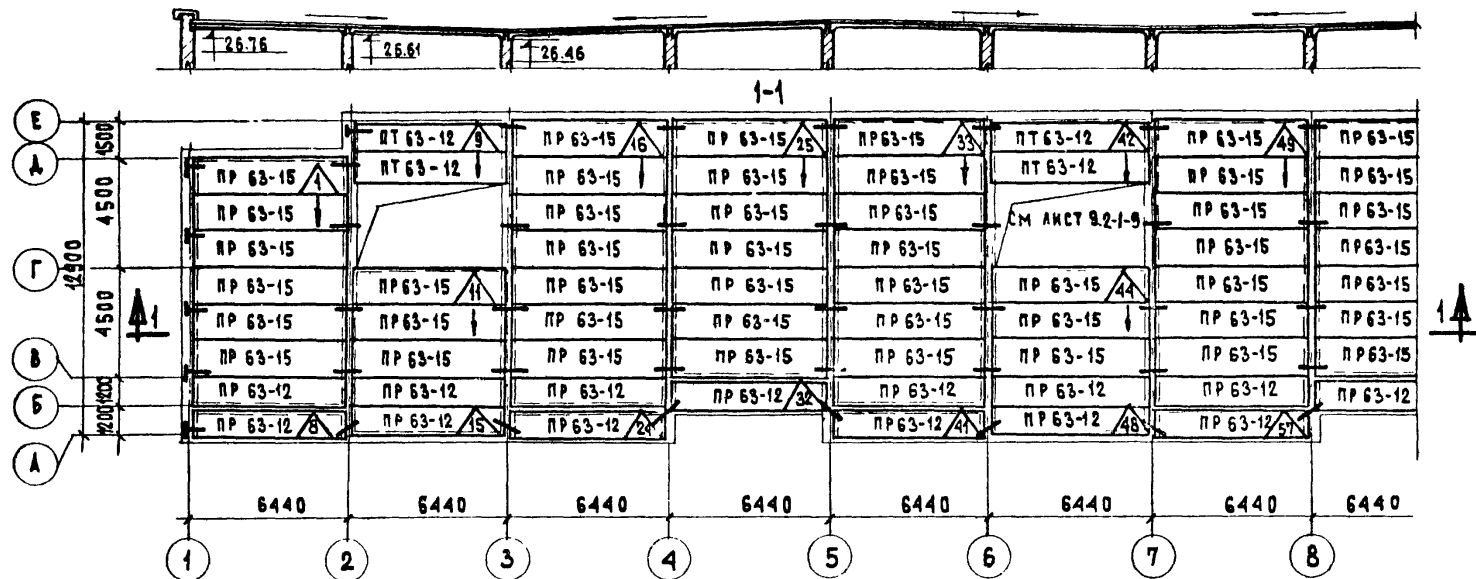 26.76 26.61 26.46
1-1
Е 1500 ПТ 63-12 9 ПР 63-15 16 ПР 63-15 25 ПР 63-15 33 ПТ 63-12 42 ПР 63-15 49 ПР 63-15
Д ПР 63-15 1 ПТ 63-12 ПР 63-15 ПР 63-15 ПР 63-15 ПТ 63-12 ПР 63-15 ПР 63-15
4500 ПР 63-15 ПР 63-15 ПР 63-15 ПР 63-15 СМ ЛИСТ 9.2-1-9 ПР 63-15 ПР 63-15
ПР 63-15 ПР 63-15 ПР 63-15 ПР 63-15 ПР 63-15 ПР 63-15
Г 12900 ПР 63-15 ПР 63-15 11 ПР 63-15 ПР 63-15 ПР 63-15 ПР 63-15 44 ПР 63-15 ПР 63-15
1 4500 ПР 63-15 ПР 63-15 ПР 63-15 ПР 63-15 ПР 63-15 ПР 63-15 ПР 63-15 ПР 63-15 1
В ПР 63-15 ПР 63-15 ПР 63-15 ПР 63-15 ПР 63-15 ПР 63-15 ПР 63-15 ПР 63-15
Б 1200 ПР 63-12 ПР 63-12 ПР 63-12 ПР 63-12 32 ПР 63-12 ПР 63-12 ПР 63-12 ПР 63-12
1200 ПР 63-12 8 ПР 63-12 15 ПР 63-12 24 ПР 63-12 41 ПР 63-12 48 ПР 63-12 57
А
6440 6440 6440 6440 6440 6440 6440 6440
1 2 3 4 5 6 7 8